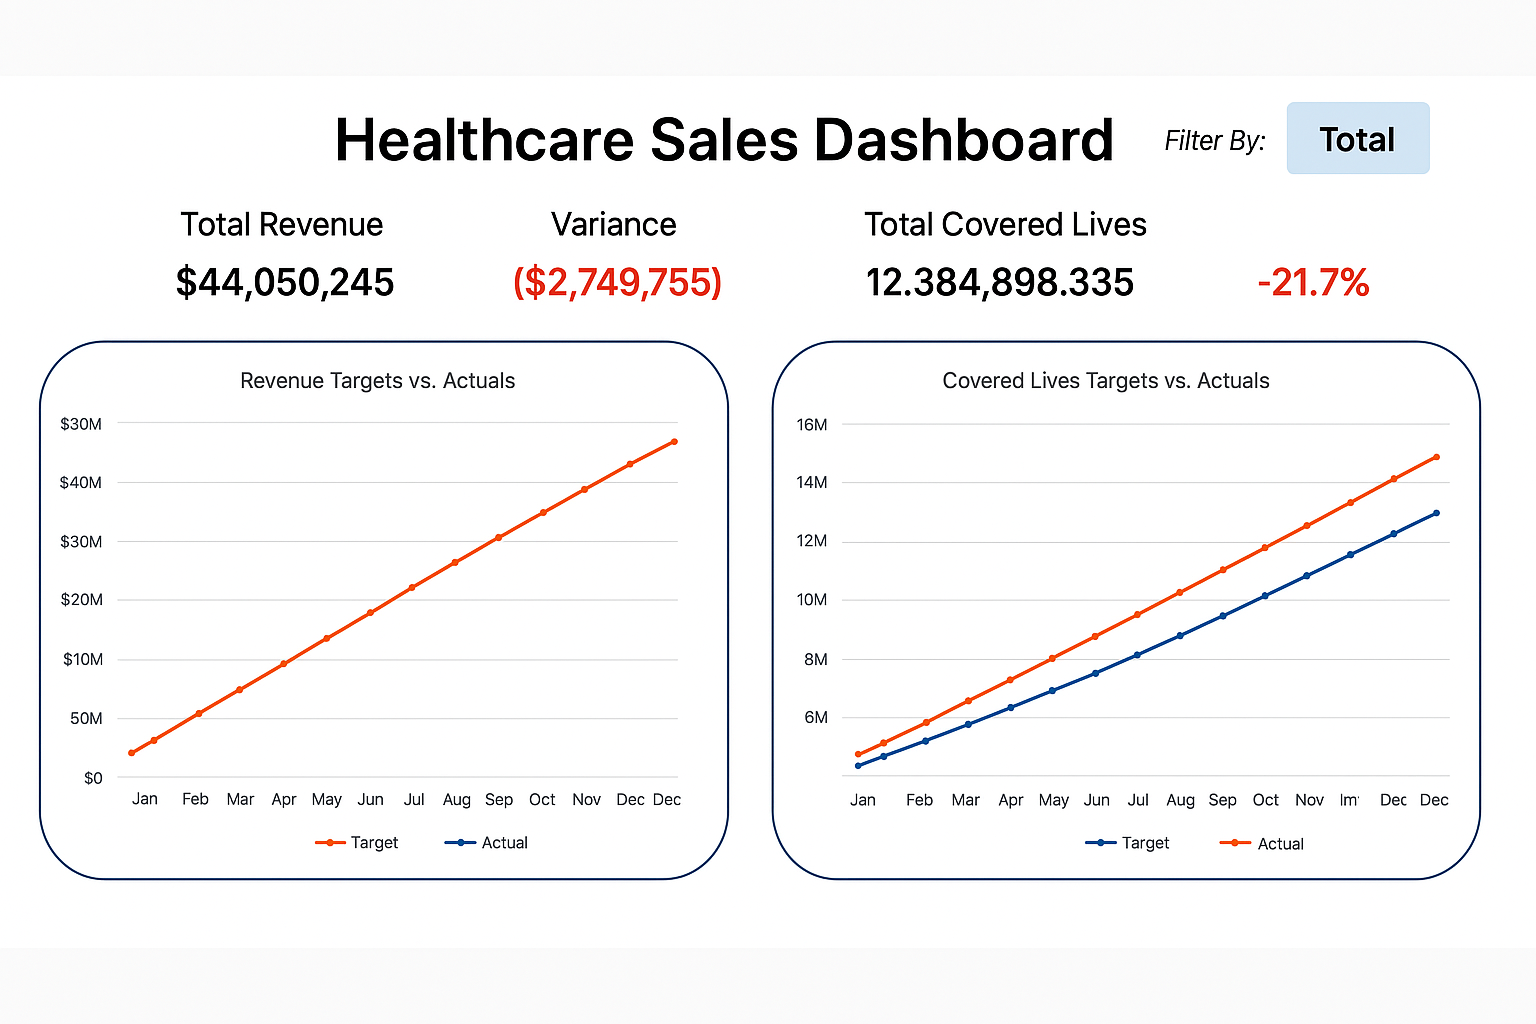 Healthcare Sales Dashboard
Filter By:
Total
Total Revenue
Variance
Total Covered Lives
$44,050,245
($2,749,755)
12.384,898.335
-21.7%
Revenue Targets vs. Actuals
$30M
$40M
$30M
$20M
$10M
50M
$0
Jan Feb Mar Apr May Jun Jul Aug Sep Oct Nov Dec Dec
Target Actual
Covered Lives Targets vs. Actuals
16M
14M
12M
10M
8M
6M
Jan Feb Mar Apr May Jun Jul Aug Sep Oct Nov Dec Dec
Target Actual